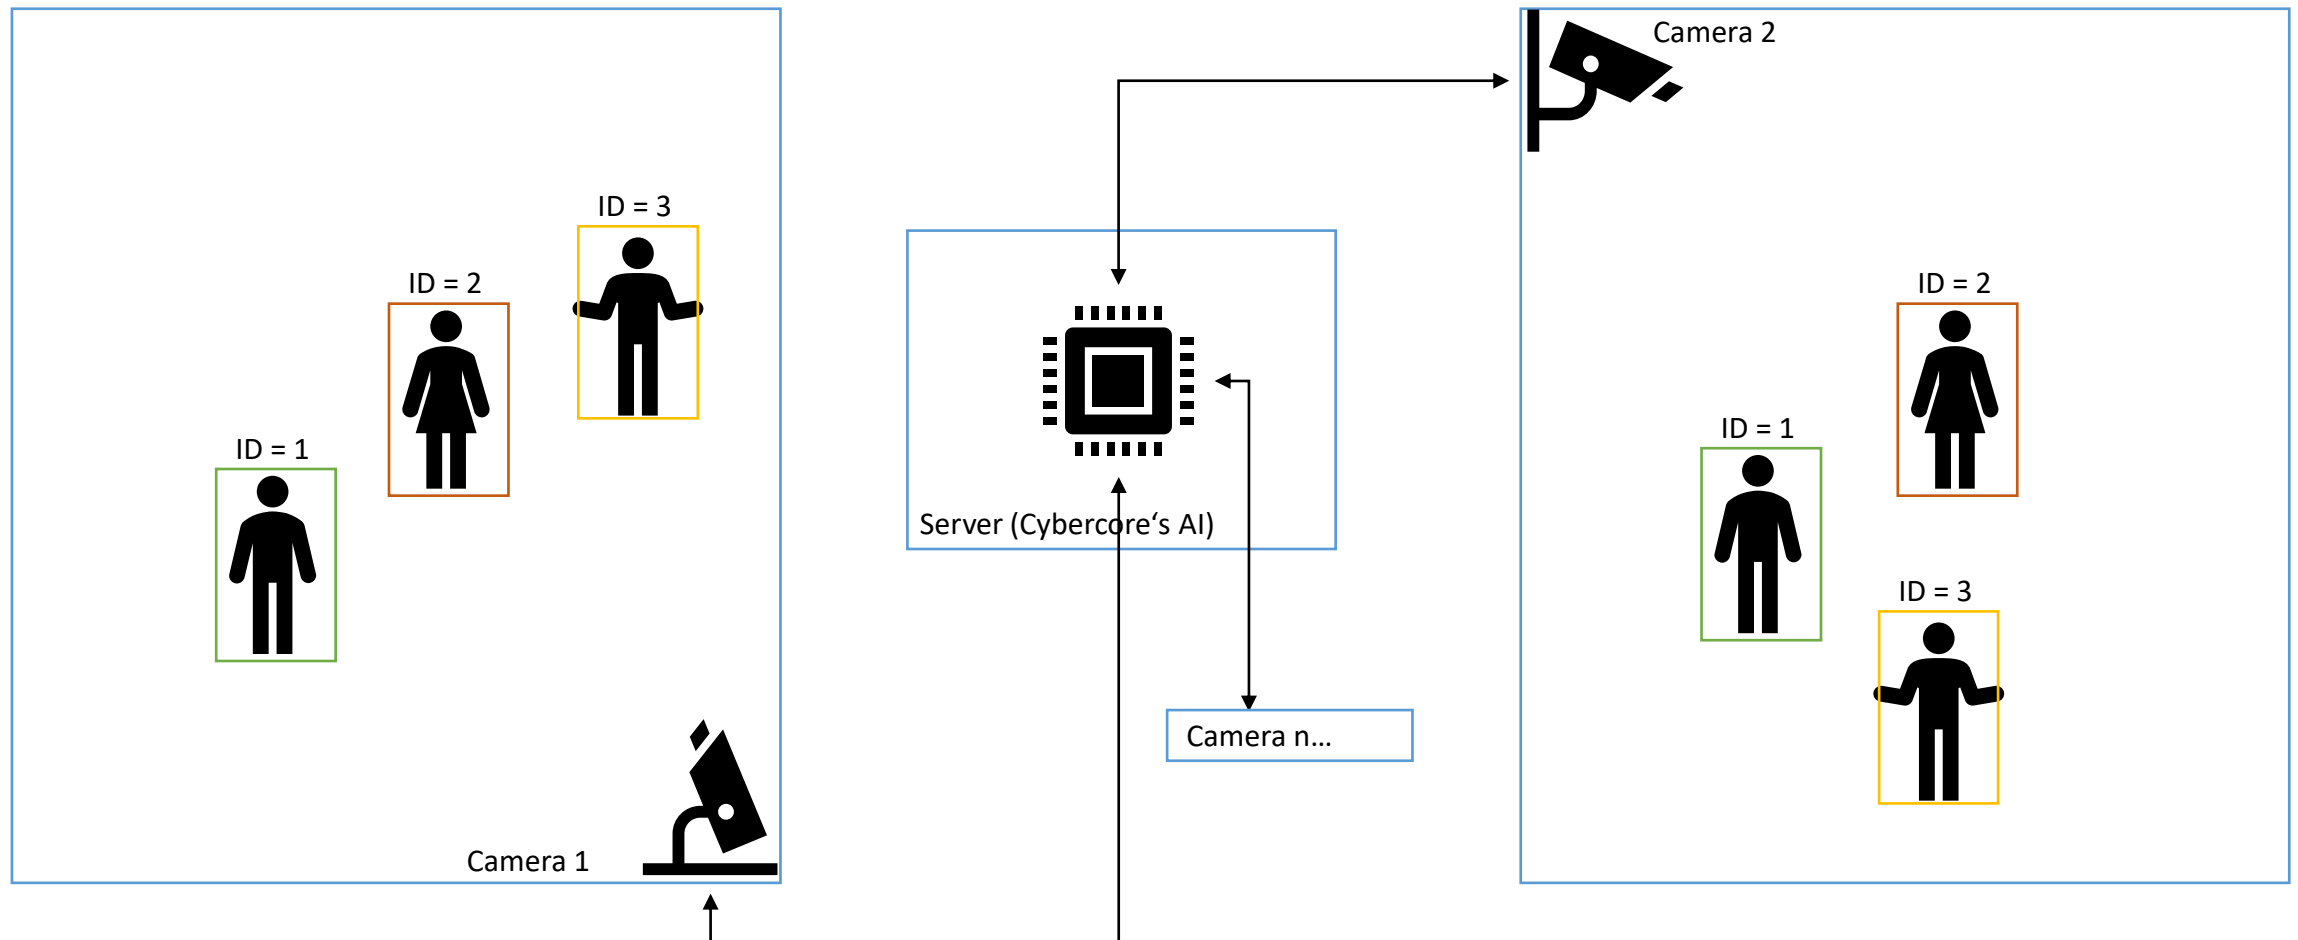 ID = 3
ID = 2
ID = 1
Camera 1
Server (Cybercore‘s AI)
Camera n...
Camera 2
ID = 2
ID = 1
ID = 3